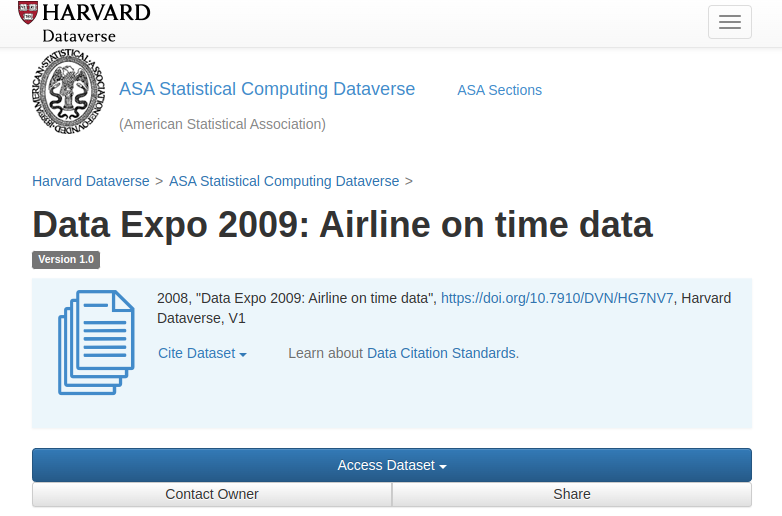 HARVARD
Dataverse
ASA Statistical Computing Dataverse
ASA Sections
(American Statistical Association)
Harvard Dataverse > ASA Statistical Computing Dataverse >
Data Expo 2009: Airline on time data
Version 1.0
2008, "Data Expo 2009: Airline on time data", https://doi.org/10.7910/DVN/HG7NV7, Harvard
Dataverse, V1
Cite Dataset
Learn about Data Citation Standards.
Access Dataset
Contact Owner
Share